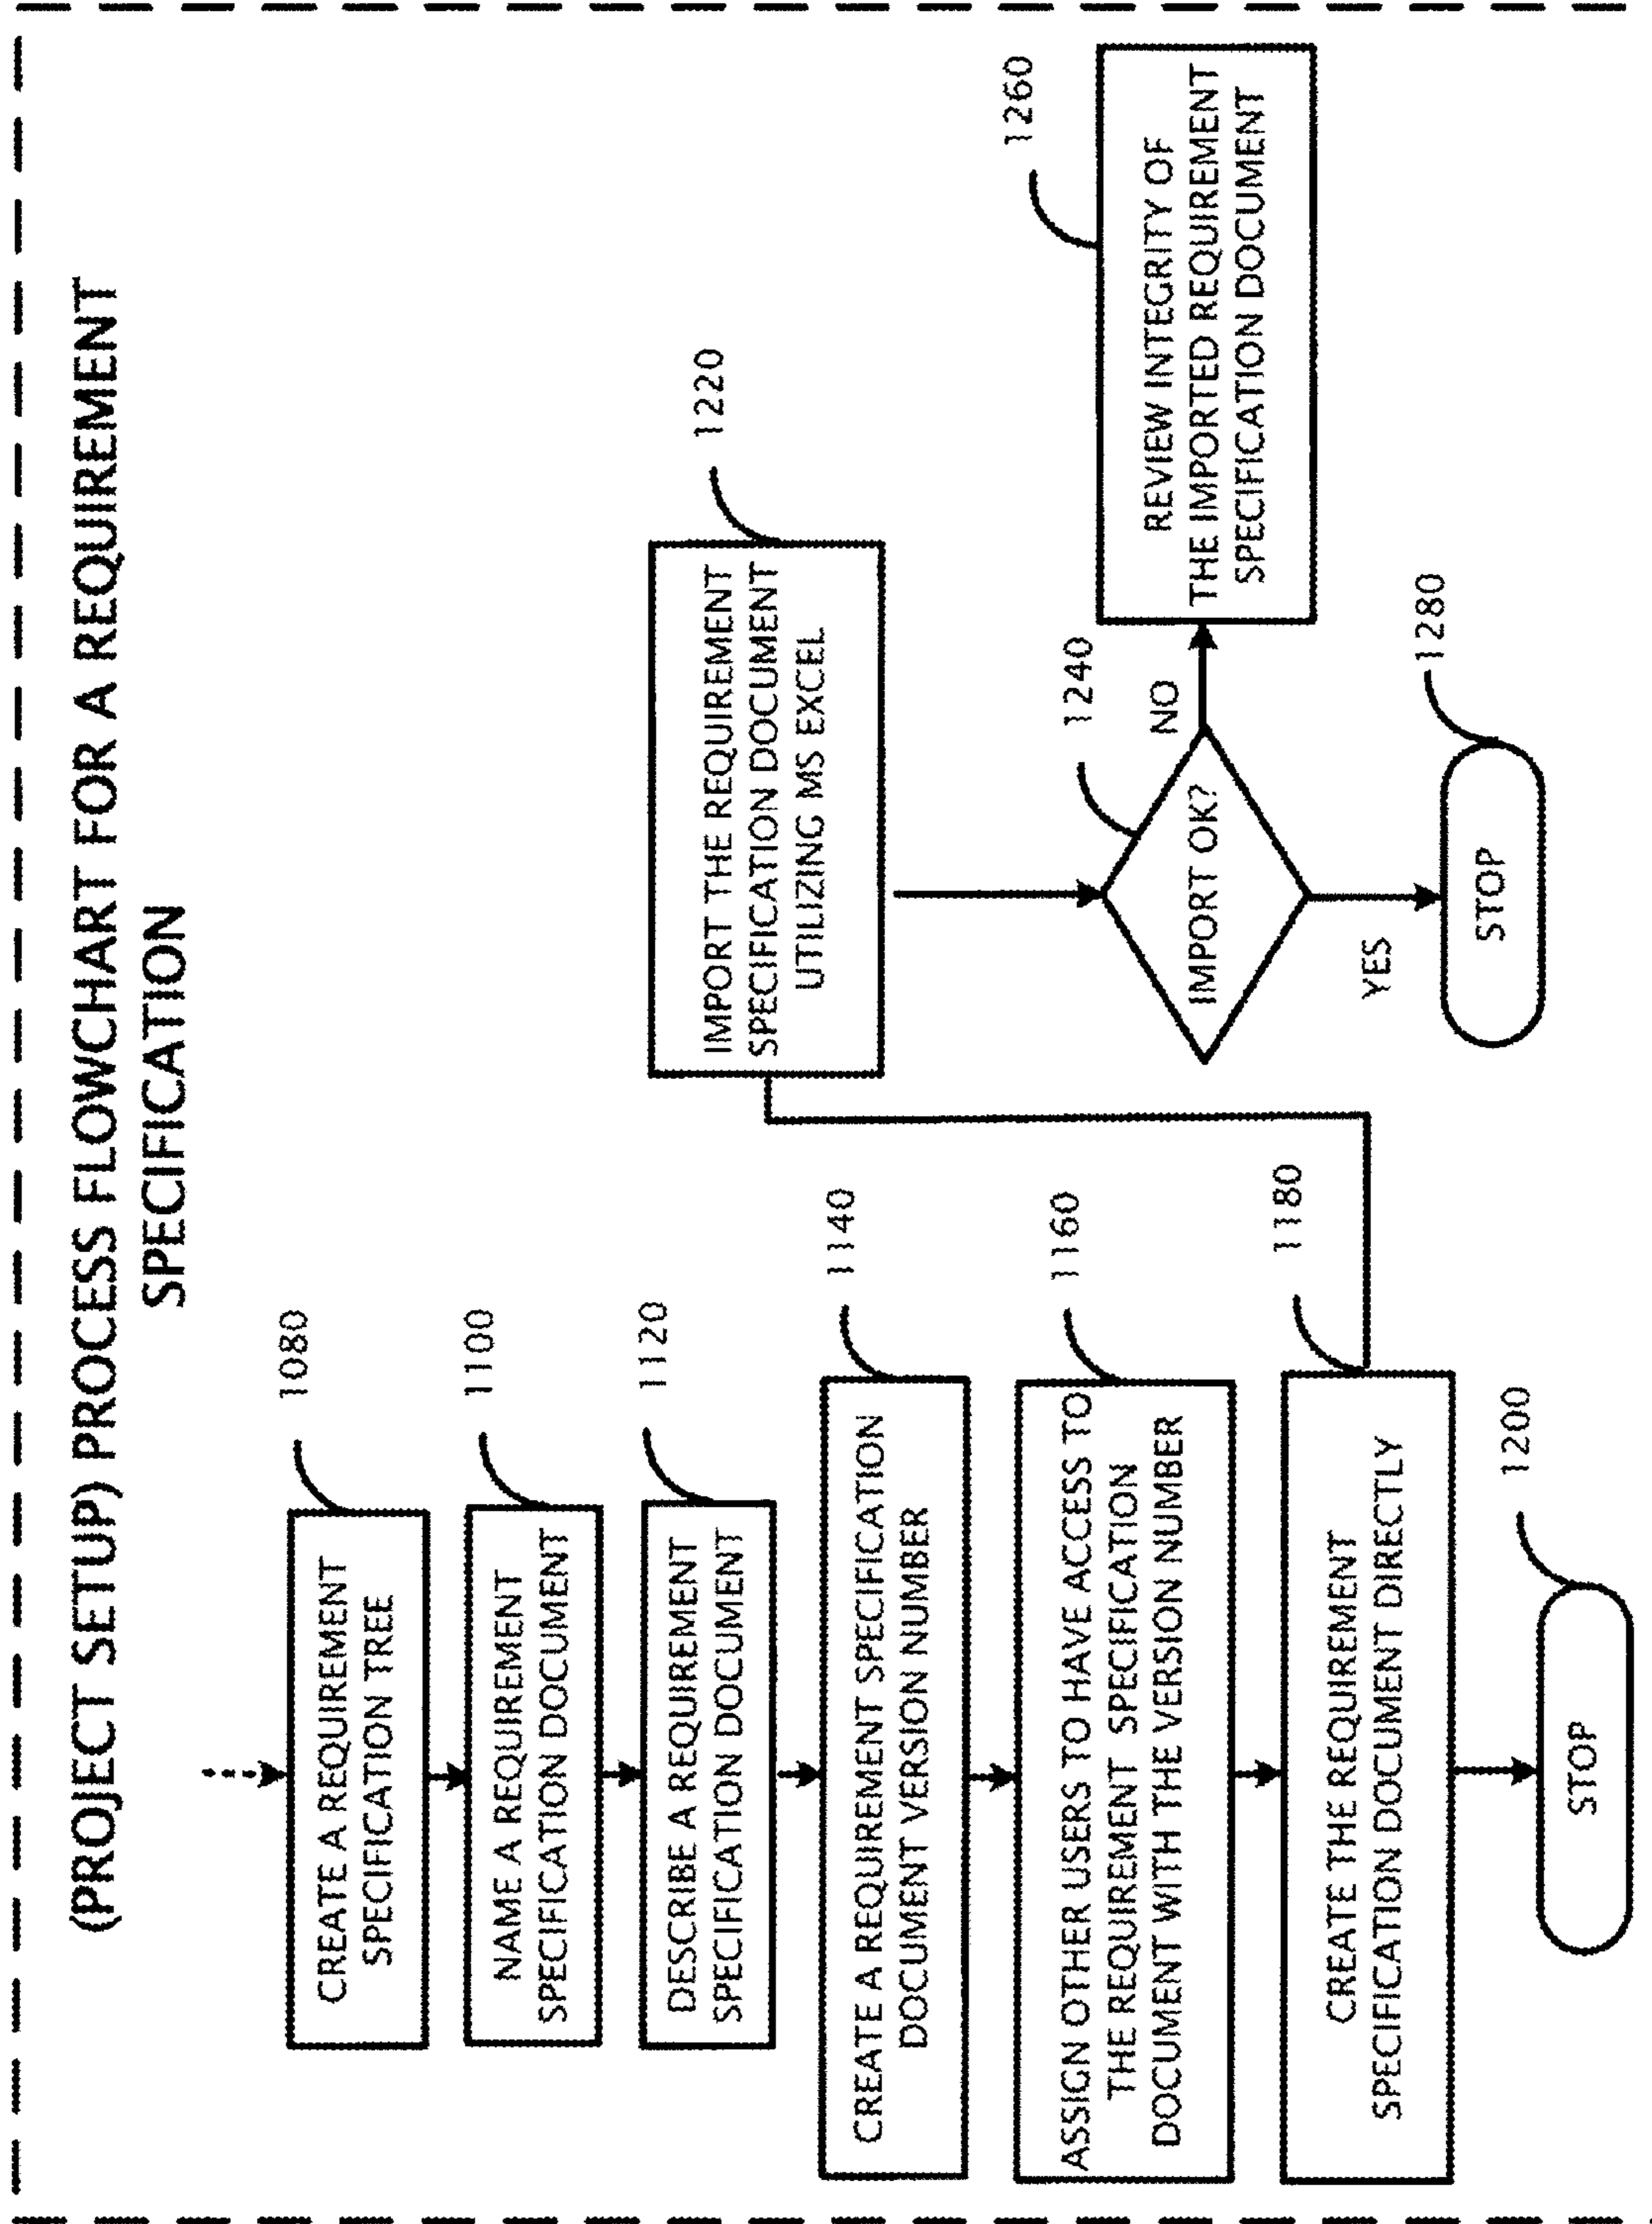 (PROJECT SETUP) PROCESS FLOWCHART FOR A REQUIREMENT
SPECIFICATION
1080
CREATE A REQUIREMENT
SPECIFICATION TREE
1100
NAME A REQUIREMENT
SPECIFICATION DOCUMENT
1120
DESCRIBE A REQUIREMENT
SPECIFICATION DOCUMENT
1140
CREATE A REQUIREMENT SPECIFICATION
DOCUMENT VERSION NUMBER
1160
ASSIGN OTHER USERS TO HAVE ACCESS TO
THE REQUIREMENT SPECIFICATION
DOCUMENT WITH THE VERSION NUMBER
1180
CREATE THE REQUIREMENT
SPECIFICATION DOCUMENT DIRECTLY
1200
STOP
1220
IMPORT THE REQUIREMENT
SPECIFICATION DOCUMENT
UTILIZING MS EXCEL
1240
IMPORT OK?
NO
1260
REVIEW INTEGRITY OF
THE IMPORTED REQUIREMENT
SPECIFICATION DOCUMENT
YES
1280
STOP